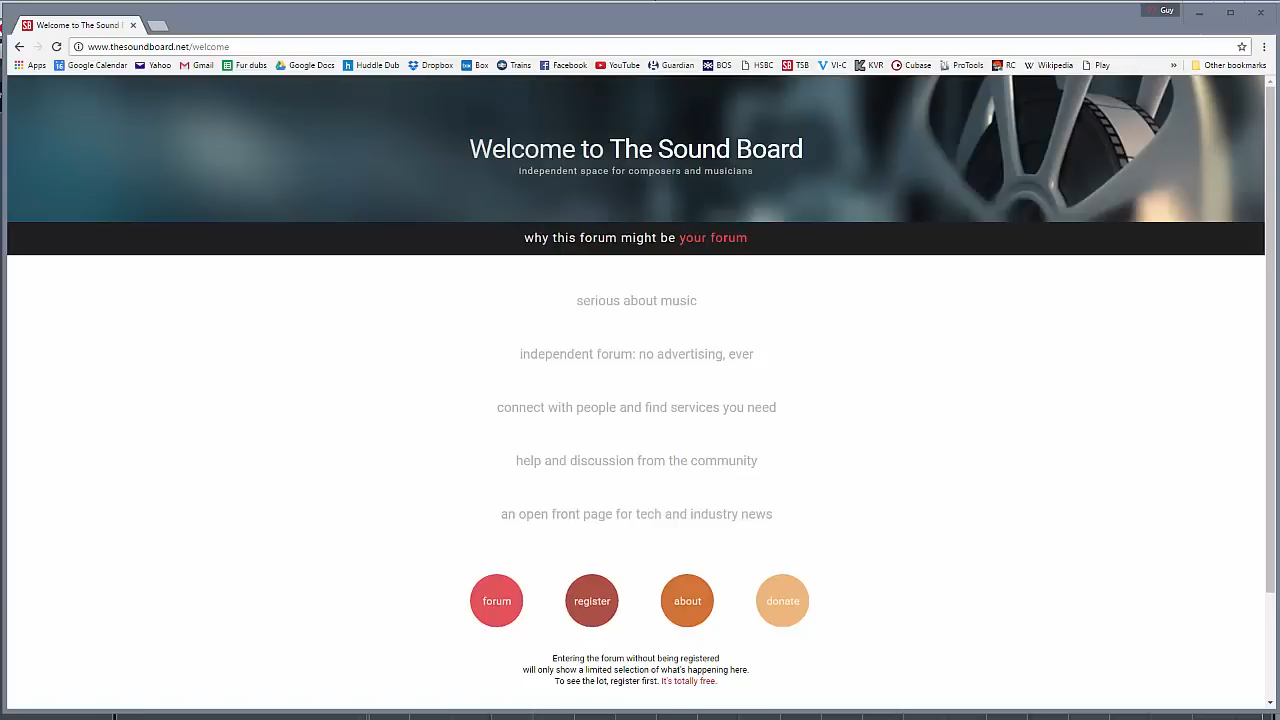 Guy
SB Welcome to The Sound
www.thesoundboard.net/welcome
Apps Google Calendar Yahoo Gmail Fur dubs Google Docs Huddle Dub Dropbox Box Trains Facebook YouTube Guardian BOS HSBC TSB VI-C KVR Cubase ProTools RC Wikipedia Play » Other bookmarks
Welcome to The Sound Board
independent space for composers and musicians
why this forum might be your forum
serious about music
independent forum: no advertising, ever
connect with people and find services you need
help and discussion from the community
an open front page for tech and industry news
forum register about donate
Entering the forum without being registered
will only show a limited selection of what's happening here.
To see the lot, register first. It's totally free.